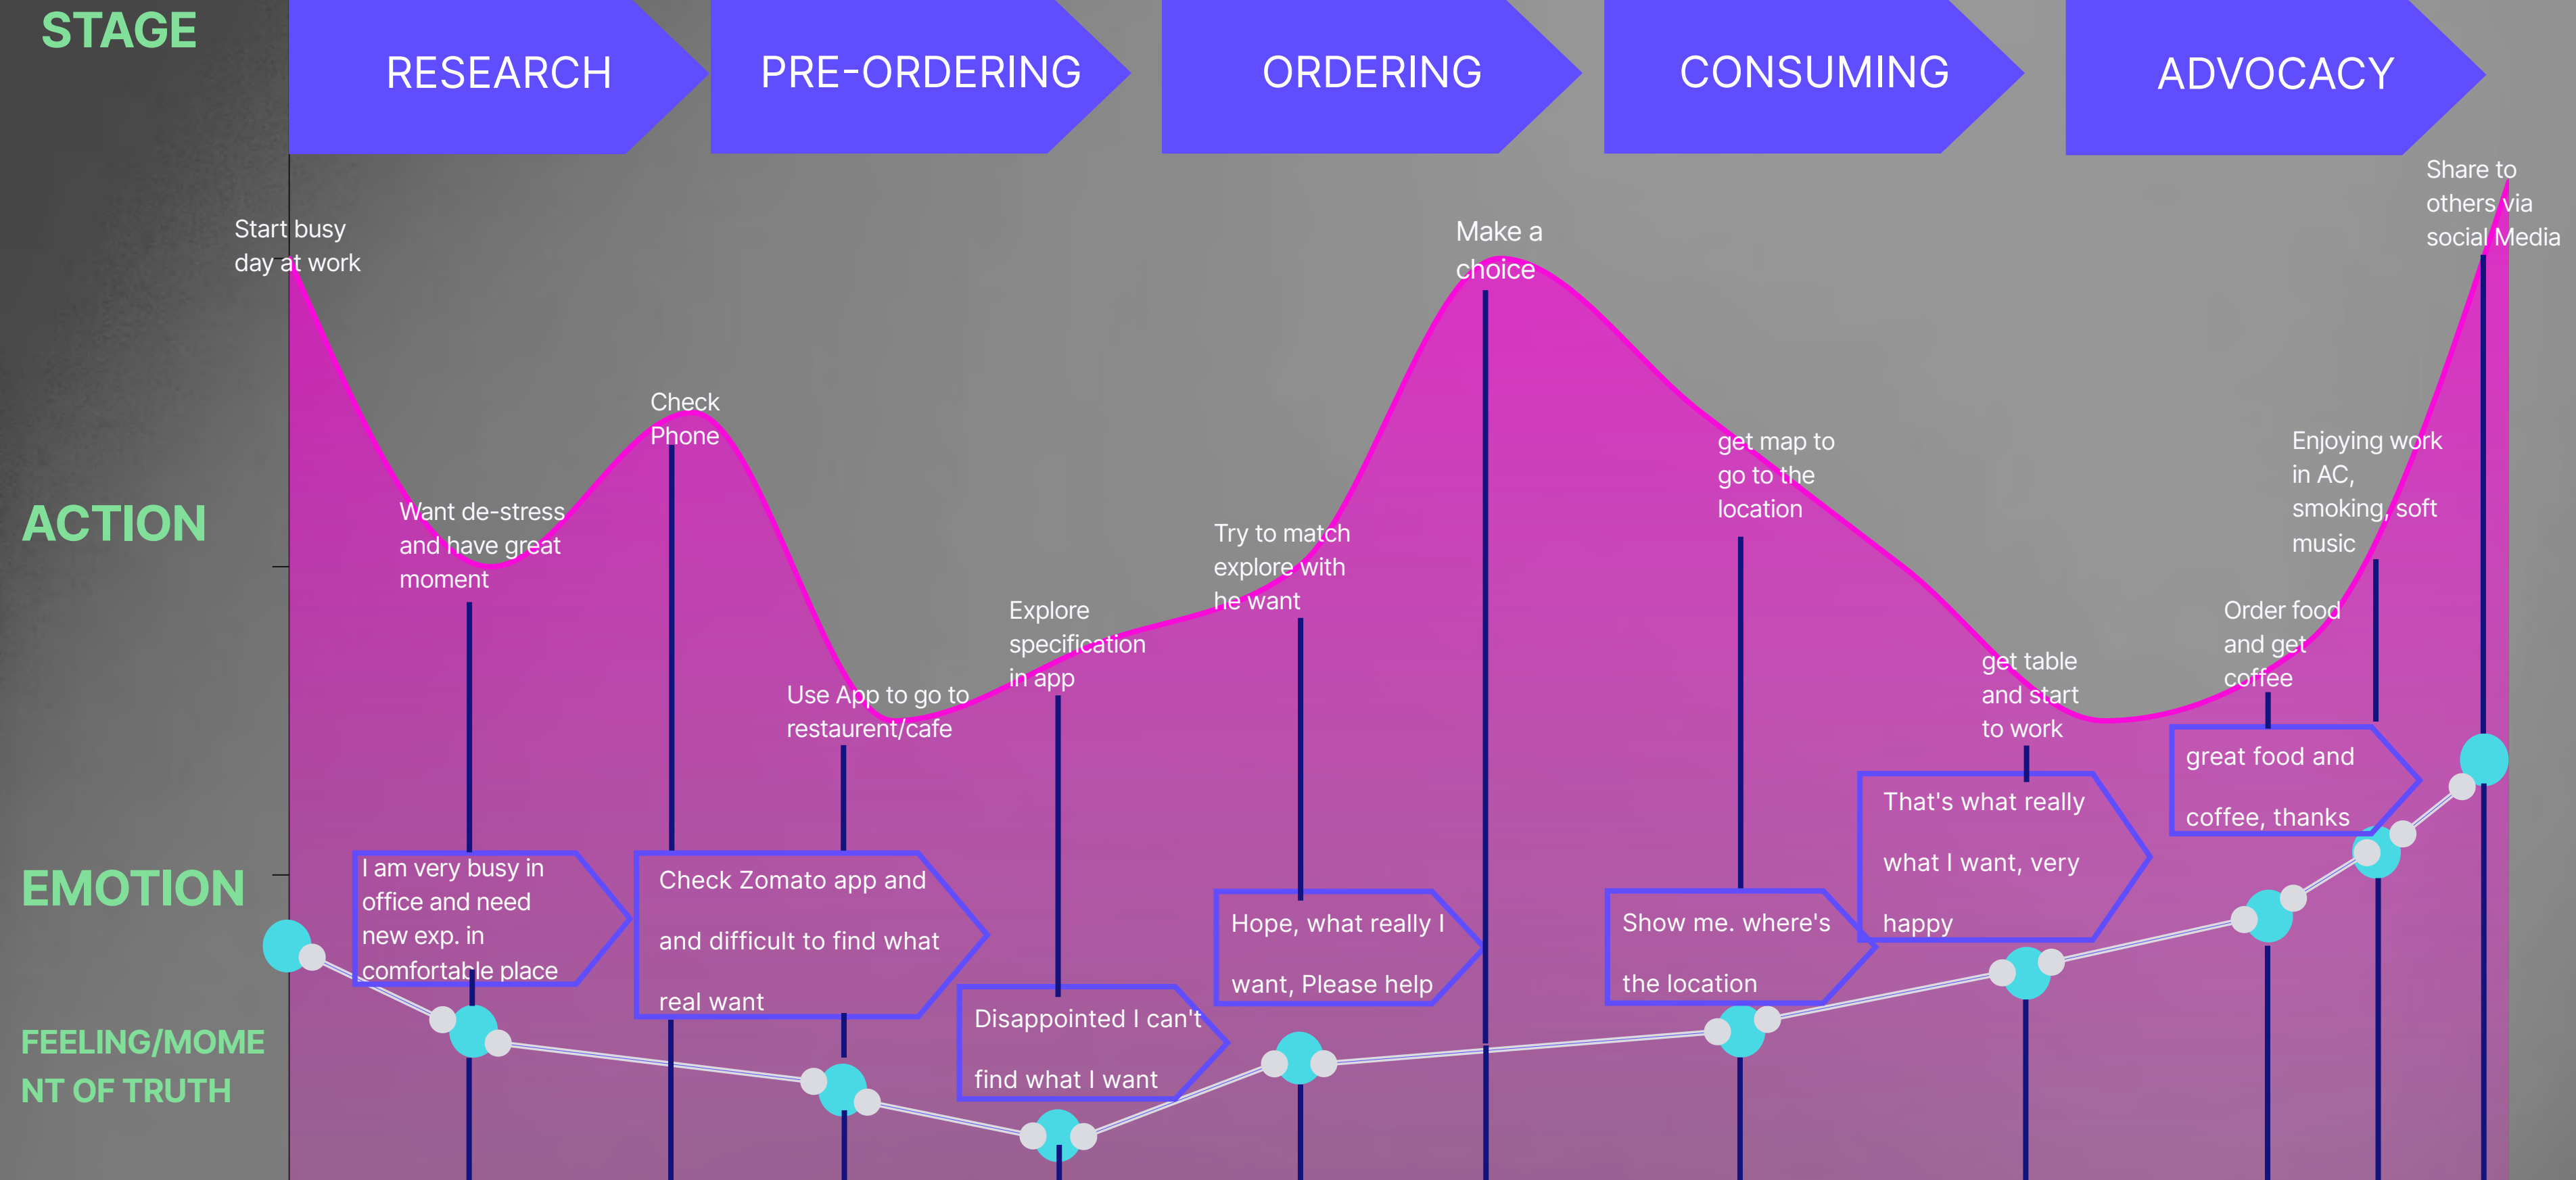 STAGE
RESEARCH
PRE-ORDERING
ORDERING
CONSUMING
ADVOCACY
ACTION
Start busy
day at work
Want de-stress
and have great
moment
Check
Phone
Use App to go to
restaurent/cafe
Explore
specification
in app
Try to match
explore with
he want
Make a
choice
get map to
go to the
location
get table
and start
to work
Order food
and get
coffee
Enjoying work
in AC,
smoking, soft
music
Share to
others via
social Media
EMOTION
I am very busy in
office and need
new exp. in
comfortable place
Check Zomato app and
and difficult to find what
real want
Disappointed I can't
find what I want
Hope, what really I
want, Please help
Show me. where's
the location
That's what really
what I want, very
happy
great food and
coffee, thanks
FEELING/MOME
NT OF TRUTH